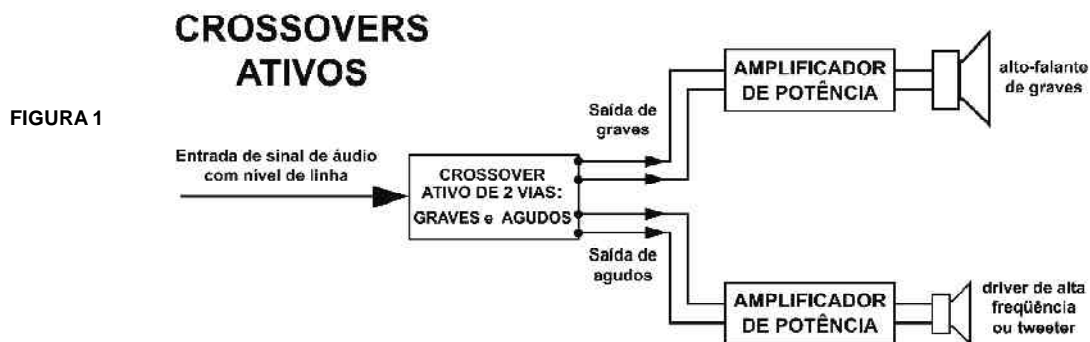 CROSSOVERS
ATIVOS
FIGURA 1
Entrada de sinal de áudio
com nível de linha
CROSSOVER
ATIVO DE 2 VIAS:
GRAVES e AGUDOS
Saída de
graves
Saída de
agudos
AMPLIFICADOR
DE POTÊNCIA
alto-falante
de graves
AMPLIFICADOR
DE POTÊNCIA
driver de alta
freqüência
ou tweeter